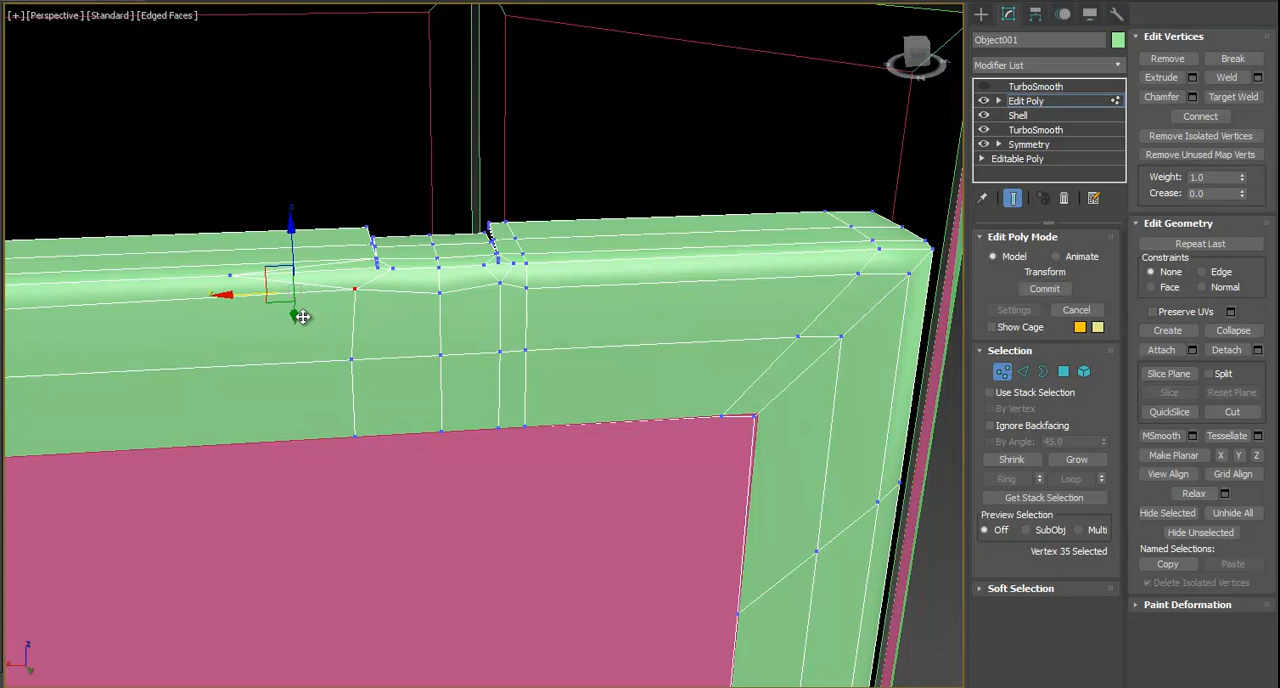 [+] [Perspective] [Standard] [Edged Faces]
Object001
Modifier List
TurboSmooth
Edit Poly
Shell
TurboSmooth
Symmetry
Editable Poly
Edit Poly Mode
Model
Animate
Transform
Commit
Settings
Cancel
Show Cage
Selection
Use Stack Selection
By Vertex
Ignore Backfacing
By Angle: 45.0
Shrink
Grow
Ring
Loop
Get Stack Selection
Preview Selection
Off
SubObj
Multi
Vertex 35 Selected
Soft Selection
Edit Vertices
Remove
Break
Extrude
Weld
Chamfer
Target Weld
Connect
Remove Isolated Vertices
Remove Unused Map Verts
Weight: 1.0
Crease: 0.0
Edit Geometry
Repeat Last
Constraints
None
Edge
Face
Normal
Preserve UVs
Create
Collapse
Attach
Detach
Slice Plane
Split
Slice
Reset Plane
QuickSlice
Cut
MSmooth
Tessellate
Make Planar
X
Y
Z
View Align
Grid Align
Relax
Hide Selected
Unhide All
Hide Unselected
Named Selections:
Copy
Paste
Delete Isolated Vertices
Paint Deformation